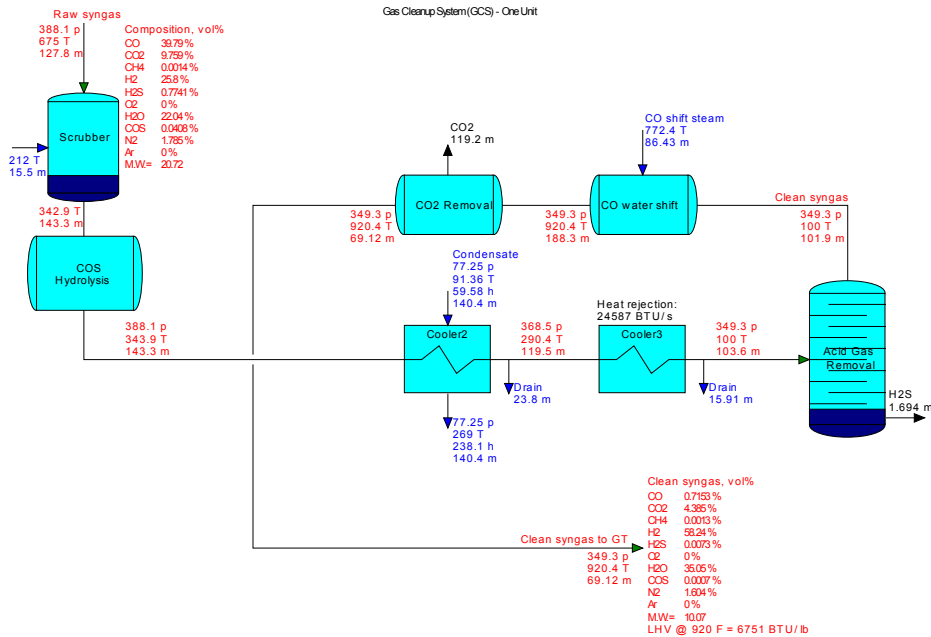 Gas Cleanup System (GCS) - One Unit
Raw syngas
388.1 p
675 T
127.8 m
Composition, vol%
CO 39.79 %
CO2 9.759 %
CH4 0.0014 %
H2 25.8 %
H2S 0.7741 %
O2 0 %
H2O 22.04 %
COS 0.0408 %
N2 1.785 %
Ar 0 %
M.W.= 20.72
Scrubber
212 T
15.5 m
342.9 T
143.3 m
COS
Hydrolysis
388.1 p
343.9 T
143.3 m
CO2
119.2 m
CO2 Removal
349.3 p
920.4 T
69.12 m
CO shift steam
772.4 T
86.43 m
CO water shift
349.3 p
920.4 T
188.3 m
Clean syngas
349.3 p
100 T
101.9 m
Condensate
77.25 p
91.36 T
59.58 h
140.4 m
Cooler2
77.25 p
269 T
238.1 h
140.4 m
368.5 p
290.4 T
119.5 m
Drain
23.8 m
Heat rejection:
24587 BTU/s
Cooler3
349.3 p
100 T
103.6 m
Drain
15.91 m
Acid Gas
Removal
H2S
1.694 m
Clean syngas to GT
349.3 p
920.4 T
69.12 m
Clean syngas, vol%
CO 0.7153 %
CO2 4.385 %
CH4 0.0013 %
H2 58.24 %
H2S 0.0073 %
O2 0 %
H2O 35.05 %
COS 0.0007 %
N2 1.604 %
Ar 0 %
M.W.= 10.07
LHV @ 920 F = 6751 BTU/lb